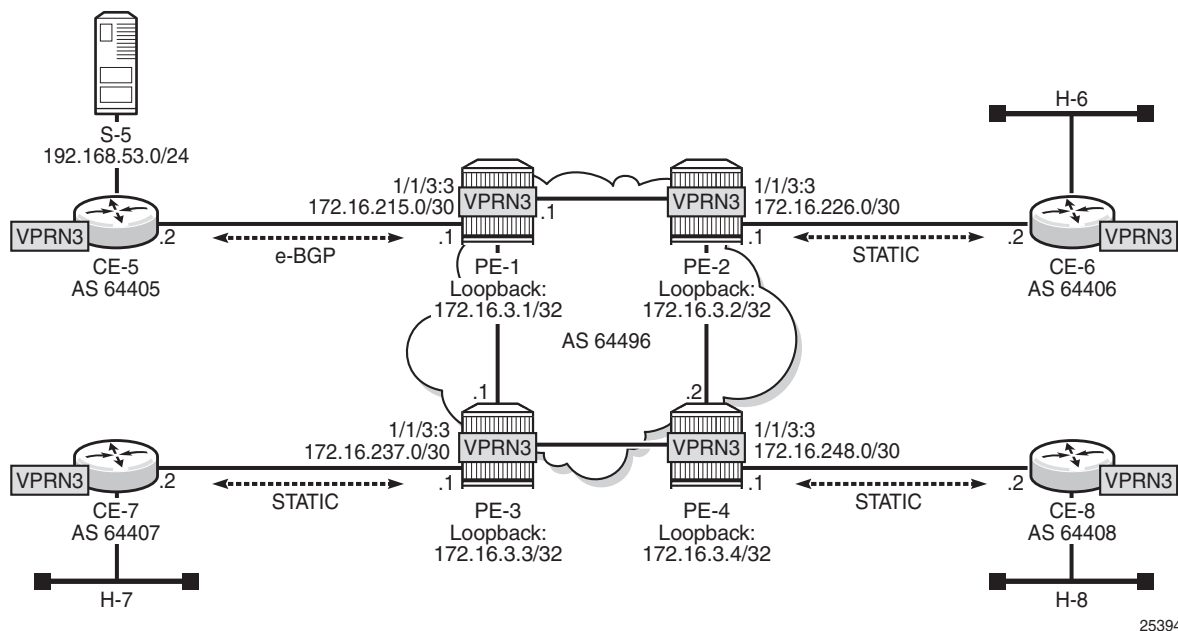 S-5
192.168.53.0/24
H-6
1/1/3:3
172.16.215.0/30
VPRN3
.1
VPRN3
1/1/3:3
172.16.226.0/30
VPRN3
.2
e-BGP
.1
.1
STATIC
.2
VPRN3
CE-5
AS 64405
PE-1
Loopback:
172.16.3.1/32
PE-2
Loopback:
172.16.3.2/32
CE-6
AS 64406
AS 64496
.1
.2
1/1/3:3
172.16.237.0/30
VPRN3
VPRN3
1/1/3:3
172.16.248.0/30
VPRN3
.2
STATIC
.1
.1
STATIC
.2
VPRN3
CE-7
AS 64407
PE-3
Loopback:
172.16.3.3/32
PE-4
Loopback:
172.16.3.4/32
CE-8
AS 64408
H-7
H-8
25394